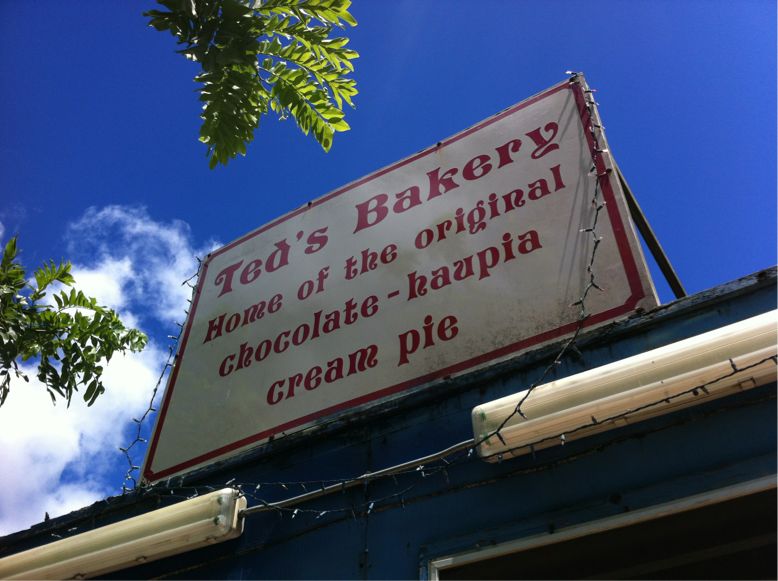 Ted's Bakery
Home of the original
chocolate-haupia
cream pie